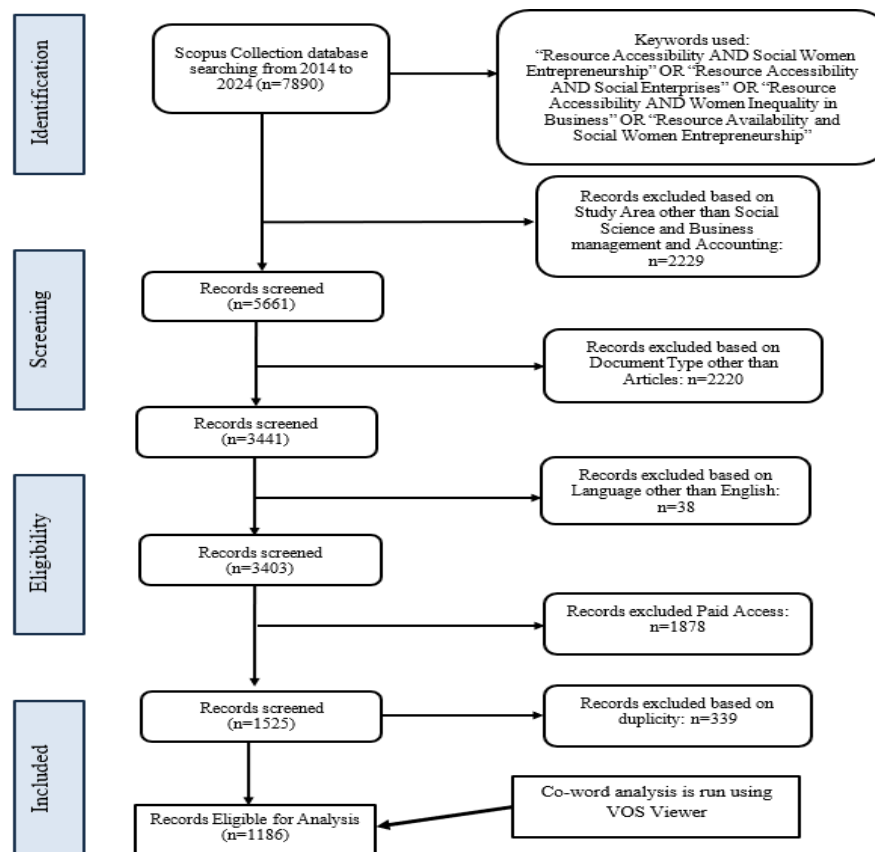 Identification
Scopus Collection database
searching from 2014 to
2024 (n=7890)
Keywords used:
“Resource Accessibility AND Social Women
Entrepreneurship” OR “Resource Accessibility
AND Social Enterprises” OR “Resource
Accessibility AND Women Inequality in
Business” OR “Resource Availability and
Social Women Entrepreneurship”
Records excluded based on
Study Area other than Social
Science and Business
management and Accounting:
n=2229
Screening
Records screened
(n=5661)
Records excluded based on
Document Type other than
Articles: n=2220
Records screened
(n=3441)
Eligibility
Records excluded based on
Language other than English:
n=38
Records screened
(n=3403)
Records excluded Paid Access:
n=1878
Included
Records screened
(n=1525)
Records excluded based on
duplicity: n=339
Co-word analysis is run using
VOS Viewer
Records Eligible for Analysis
(n=1186)